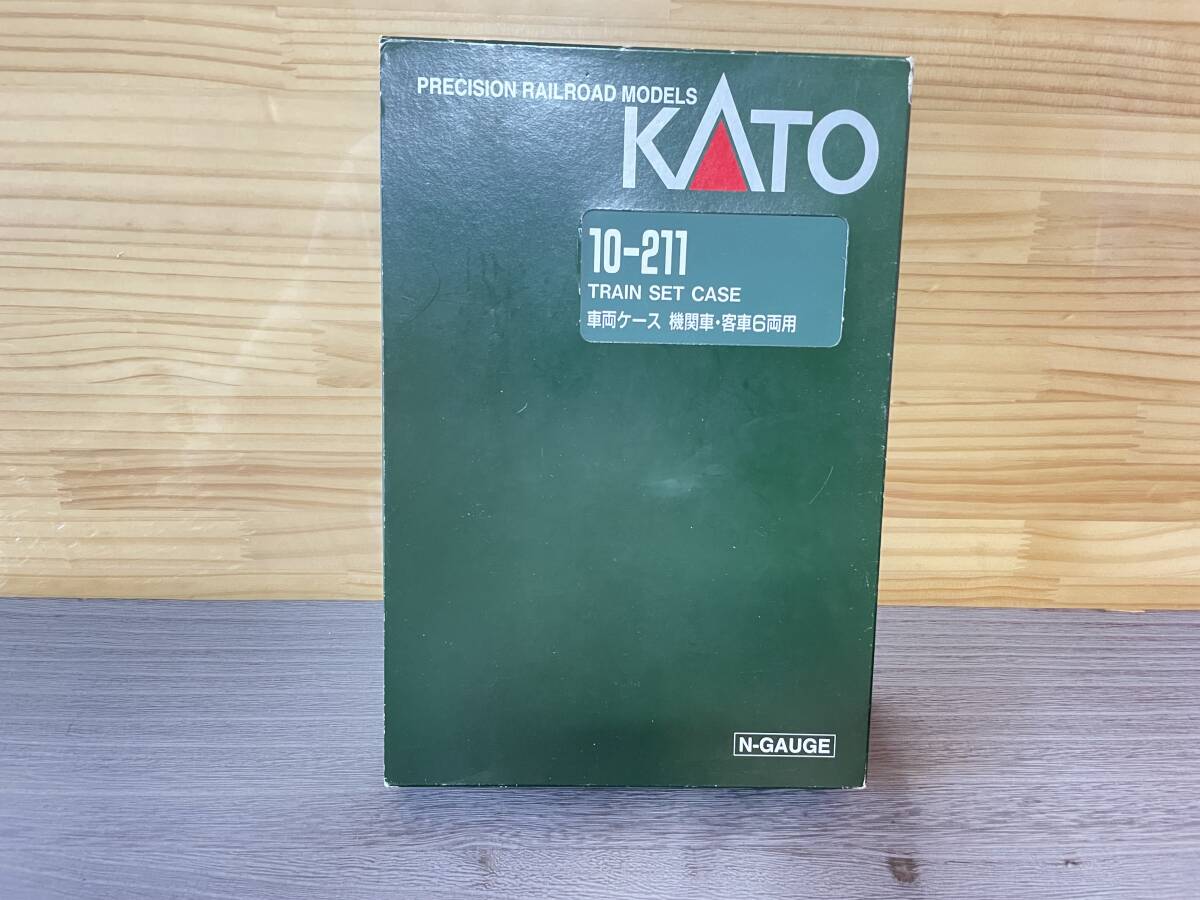 PRECISION RAILROAD MODELS
KATO
10-211
TRAIN SET CASE
車両ケース 機関車・客車6両用
N-GAUGE